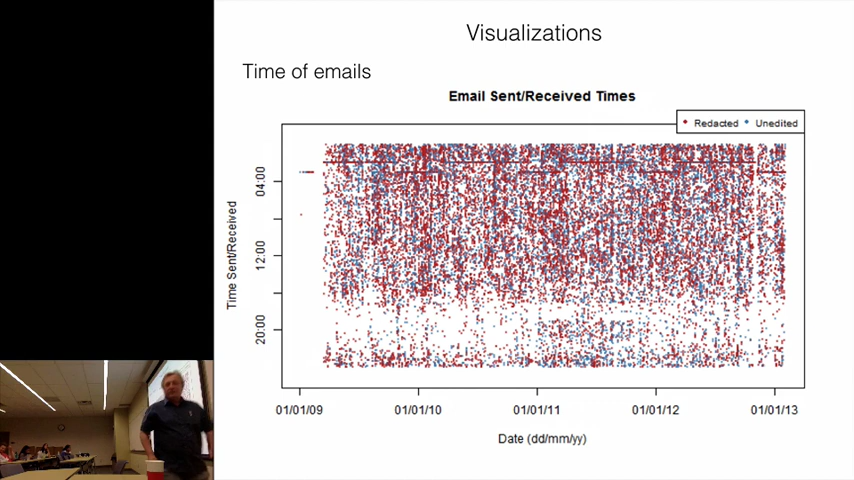 Visualizations
Time of emails
Email Sent/Received Times
Redacted Unedited
04:00
12:00
20:00
Time Sent/Received
01/01/09 01/01/10 01/01/11 01/01/12 01/01/13
Date (dd/mm/yy)